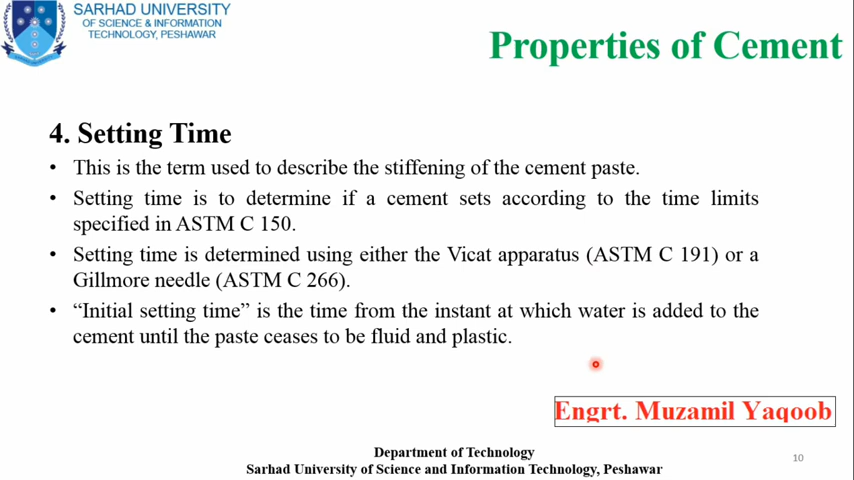 SARHAD UNIVERSITY
OF SCIENCE & INFORMATION
TECHNOLOGY, PESHAWAR
Properties of Cement
4. Setting Time
• This is the term used to describe the stiffening of the cement paste.
• Setting time is to determine if a cement sets according to the time limits
specified in ASTM C 150.
• Setting time is determined using either the Vicat apparatus (ASTM C 191) or a
Gillmore needle (ASTM C 266).
• “Initial setting time” is the time from the instant at which water is added to the
cement until the paste ceases to be fluid and plastic.
Engrt. Muzamil Yaqoob
Department of Technology
Sarhad University of Science and Information Technology, Peshawar
10